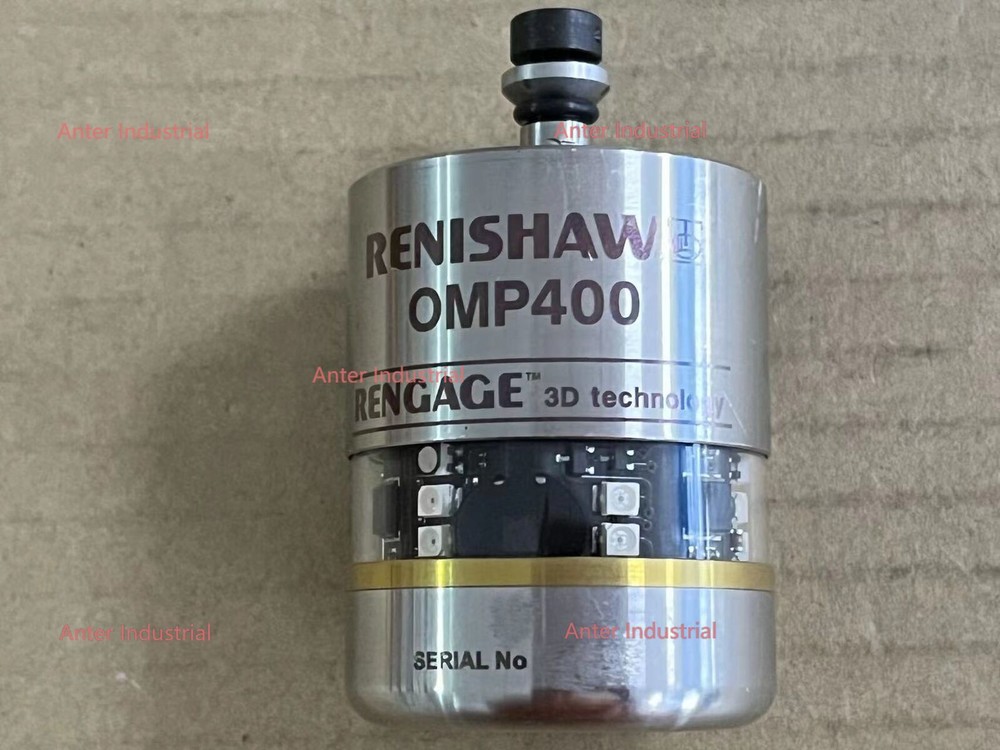 Anter Industrial
Anter Industrial
RENISHAW
OMP400
Anter Industrial
RENGAGE™ 3D technology
SERIAL No
Anter Industrial
Anter Industrial